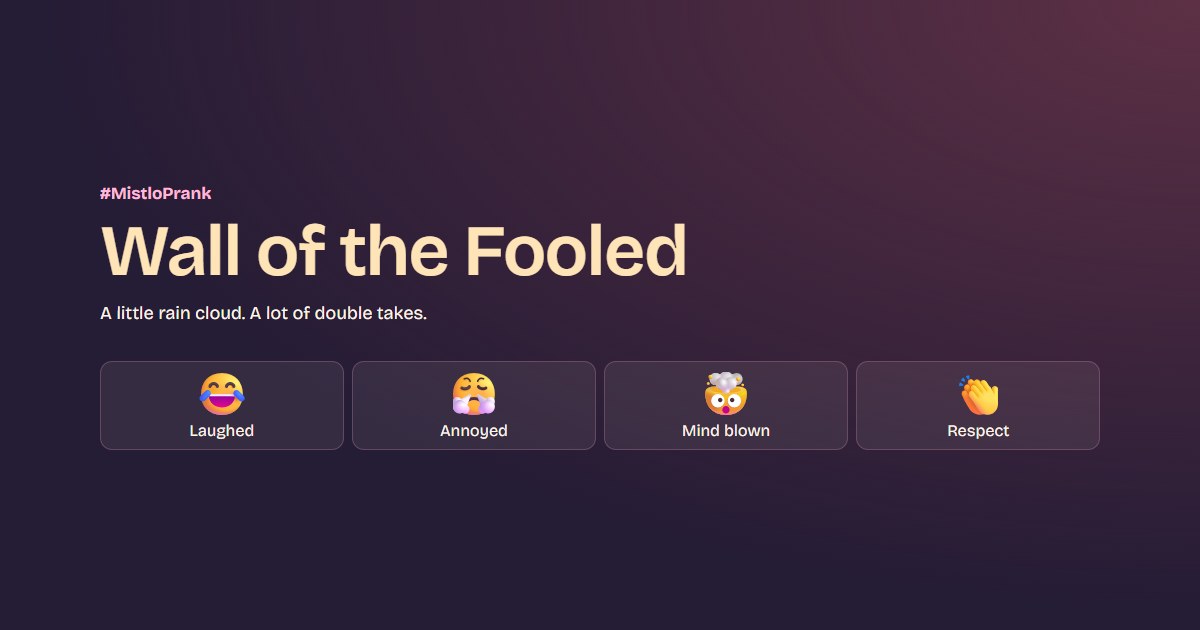 #MistloPrank
Wall of the Fooled
A little rain cloud. A lot of double takes.
Laughed
Annoyed
Mind blown
Respect